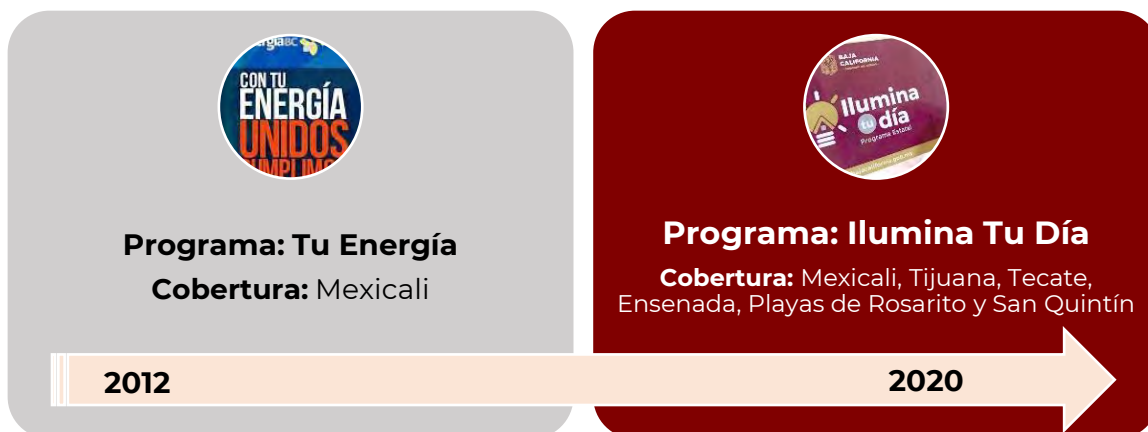 CON TU
ENERGÍA
UNIDOS
Programa: Tu Energía
Cobertura: Mexicali
2012
BAJA
CALIFORNIA
Ilumina
tu día
Programa Estatal
Programa: Ilumina Tu Día
Cobertura: Mexicali, Tijuana, Tecate,
Ensenada, Playas de Rosarito y San Quintín
2020